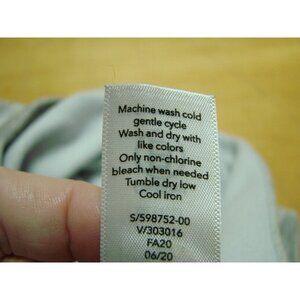 Machine wash cold
gentle cycle
Wash and dry with
like colors
Only non-chlorine
bleach when needed
Tumble dry low
Cool iron
S/598752-00
V/303016
FA20
06/20